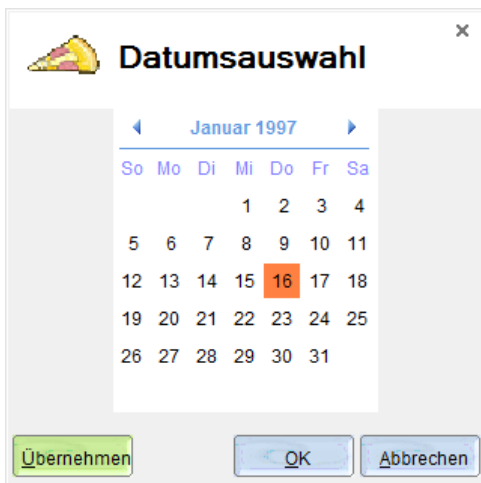 Datumsauswahl
Januar 1997
So Mo Di Mi Do Fr Sa
1 2 3 4
5 6 7 8 9 10 11
12 13 14 15 16 17 18
19 20 21 22 23 24 25
26 27 28 29 30 31
Übernehmen OK Abbrechen